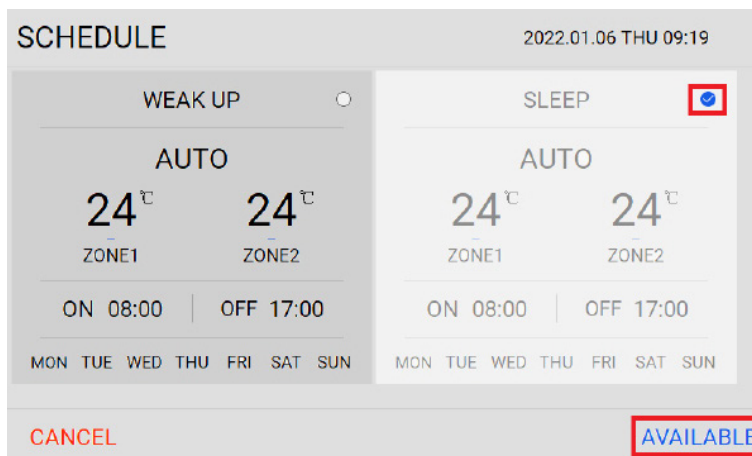 SCHEDULE 2022.01.06 THU 09:19
WEAK UP
AUTO
24℃ 24℃
ZONE1 ZONE2
ON 08:00 OFF 17:00
MON TUE WED THU FRI SAT SUN
SLEEP
AUTO
24℃ 24℃
ZONE1 ZONE2
ON 08:00 OFF 17:00
MON TUE WED THU FRI SAT SUN
CANCEL AVAILABLE